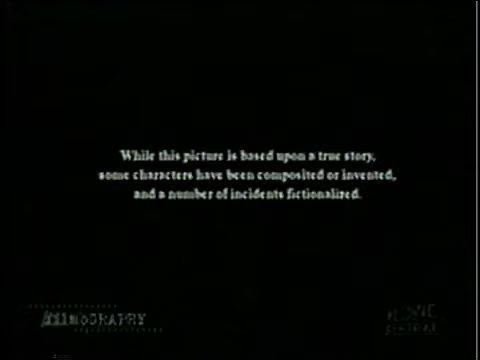 While this picture is based upon a true story,
some characters have been composited or invented,
and a number of incidents fictionalized.